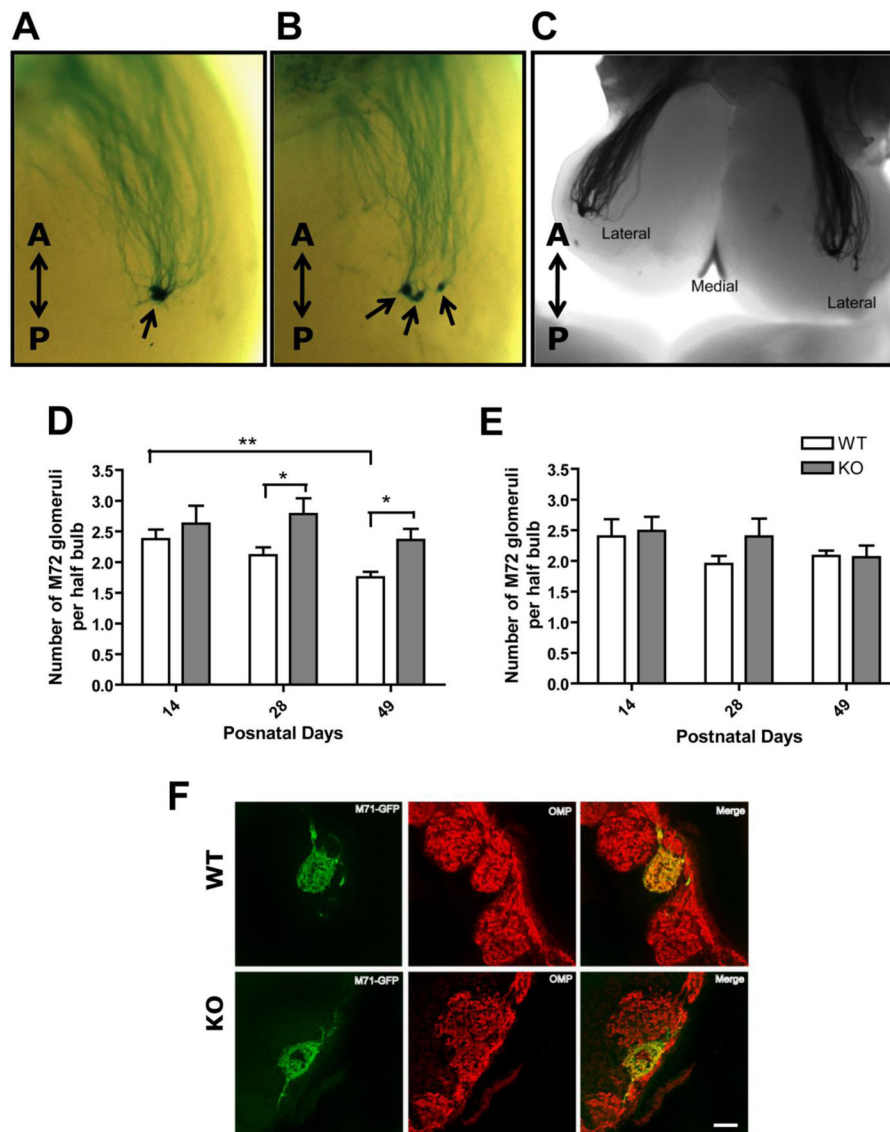 A
B
C
A
P
A
P
A
P
Lateral
Medial
Lateral
D
**
*
*
3.5
3.0
2.5
2.0
1.5
1.0
0.5
0.0
Number of M72 glomeruli
per half bulb
14
28
49
Posnatal Days
E
WT
KO
3.5
3.0
2.5
2.0
1.5
1.0
0.5
0.0
Number of M72 glomeruli
per half bulb
14
28
49
Postnatal Days
F
WT
M71-GFP
OMP
Merge
KO
M71-GFP
OMP
Merge